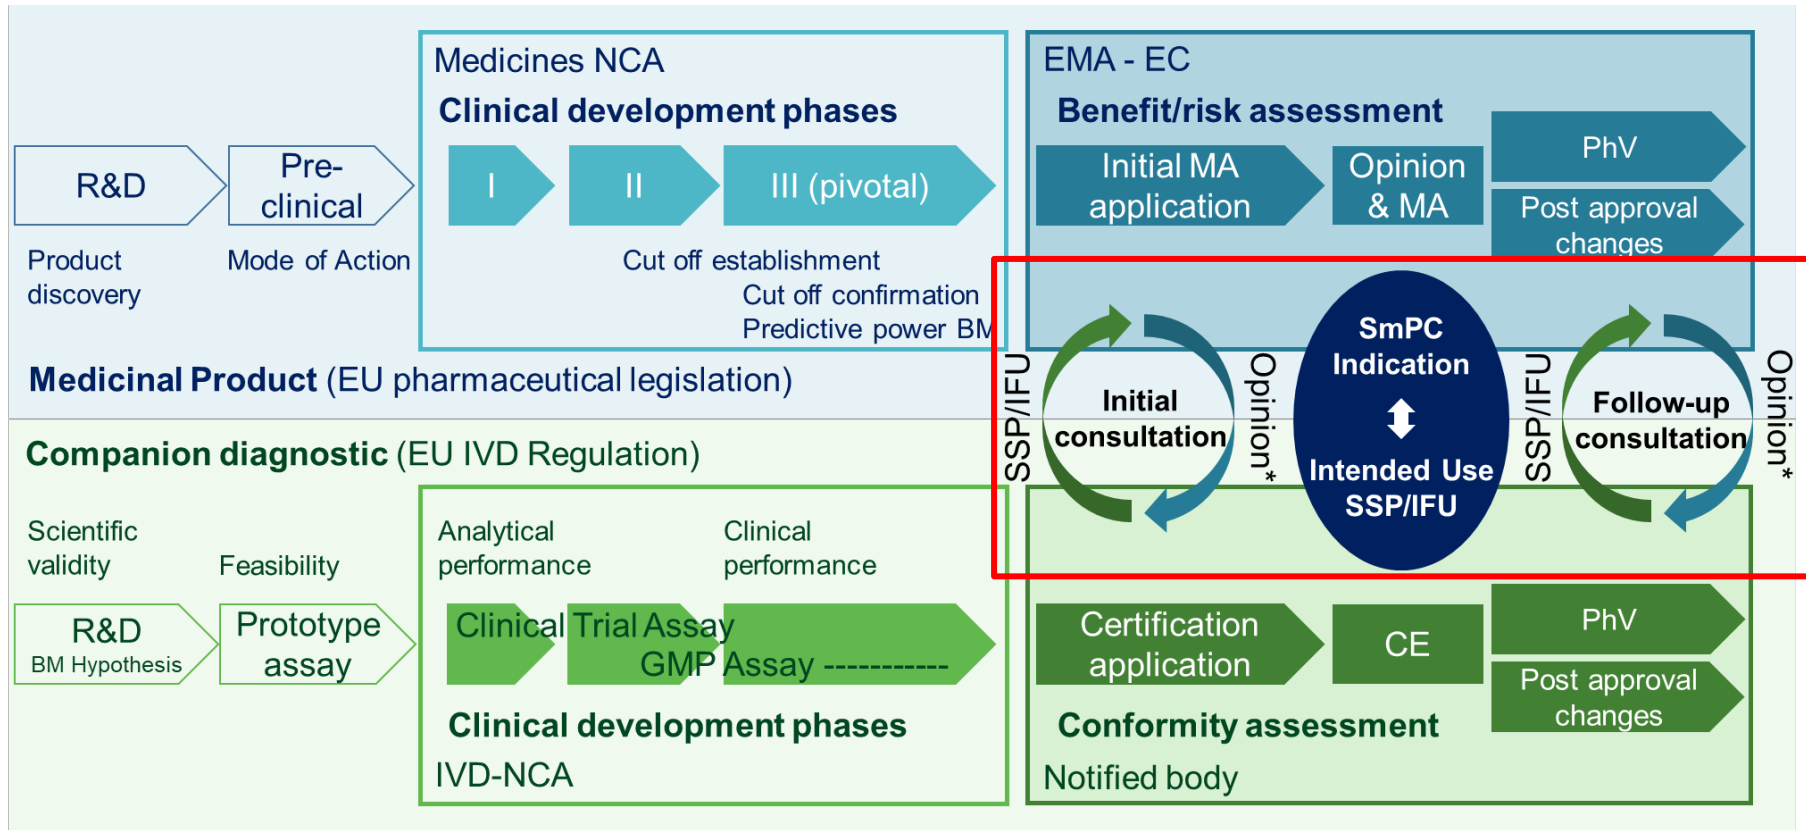 Medicines NCA
Clinical development phases
EMA - EC
Benefit/risk assessment
R&D
Pre-
clinical
I
II
III (pivotal)
Initial MA
application
Opinion
& MA
PhV
Post approval
changes
Product
discovery
Mode of Action
Cut off establishment
Cut off confirmation
Predictive power BM
Medicinal Product (EU pharmaceutical legislation)
SSP/IFU
Initial
consultation
Opinion*
SmPC
Indication
Intended Use
SSP/IFU
SSP/IFU
Follow-up
consultation
Opinion*
Companion diagnostic (EU IVD Regulation)
Scientific
validity
Feasibility
Analytical
performance
Clinical
performance
R&D
BM Hypothesis
Prototype
assay
Clinical Trial Assay
GMP Assay -----------
Certification
application
CE
PhV
Post approval
changes
Clinical development phases
IVD-NCA
Conformity assessment
Notified body